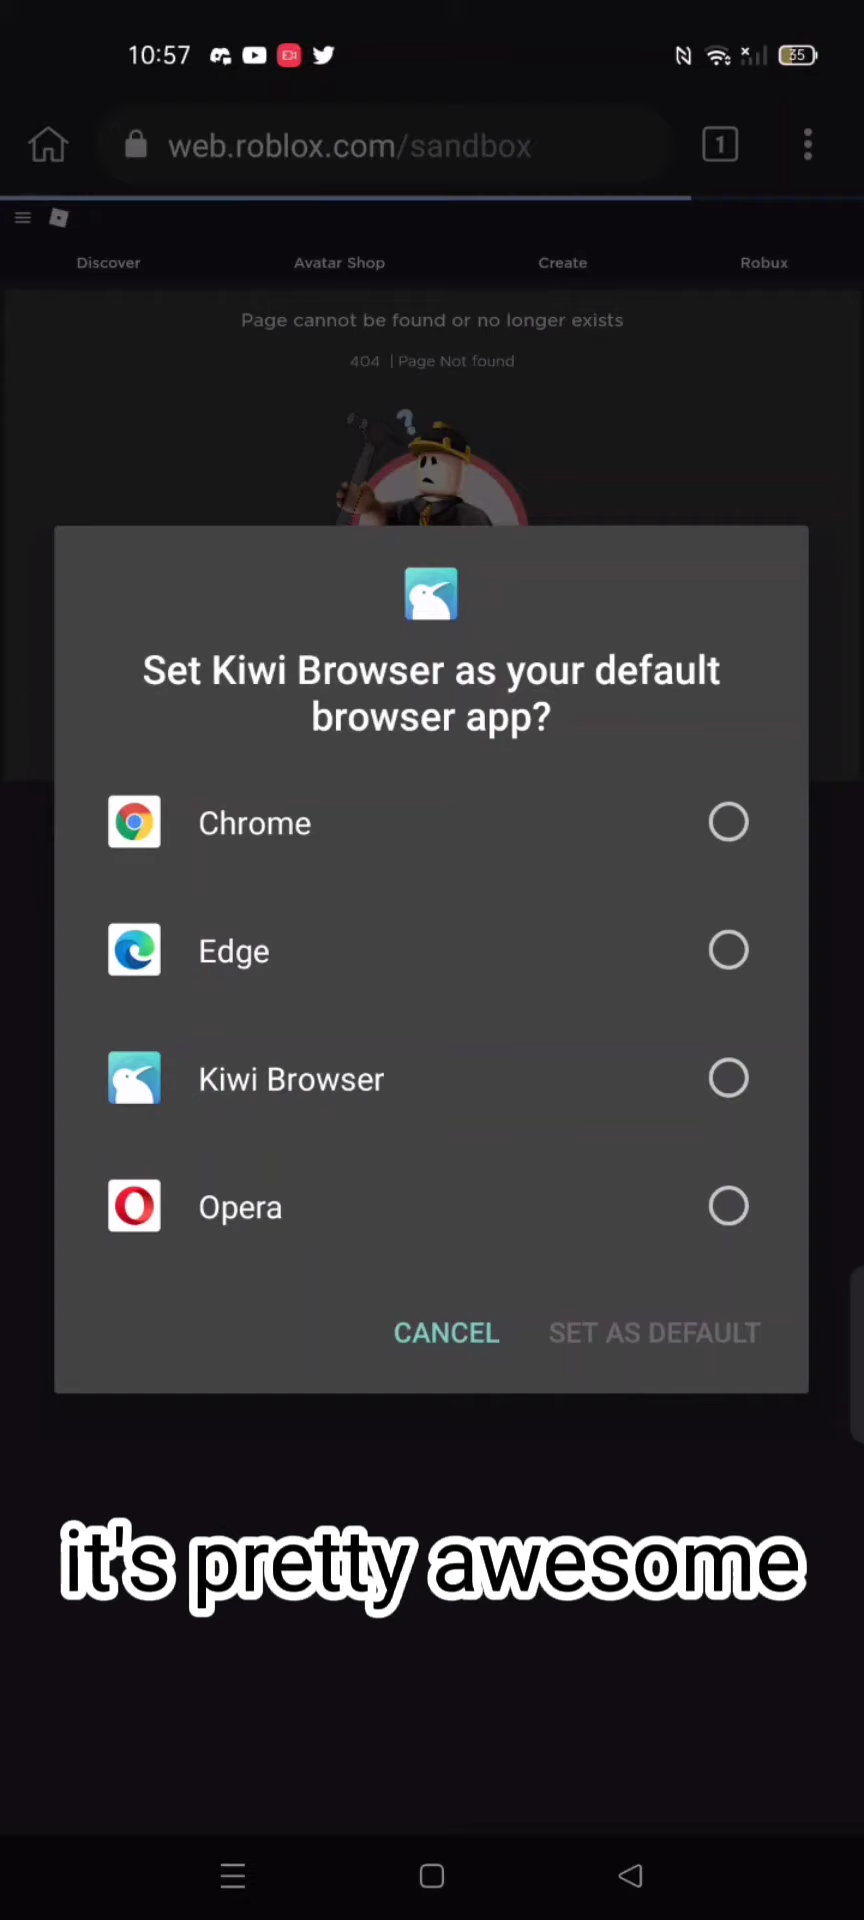 10:57
35
web.roblox.com/sandbox
1
Discover Avatar Shop Create Robux
Page cannot be found or no longer exists
404 | Page Not found
?
Set Kiwi Browser as your default
browser app?
Chrome
Edge
Kiwi Browser
Opera
CANCEL SET AS DEFAULT
it's pretty awesome